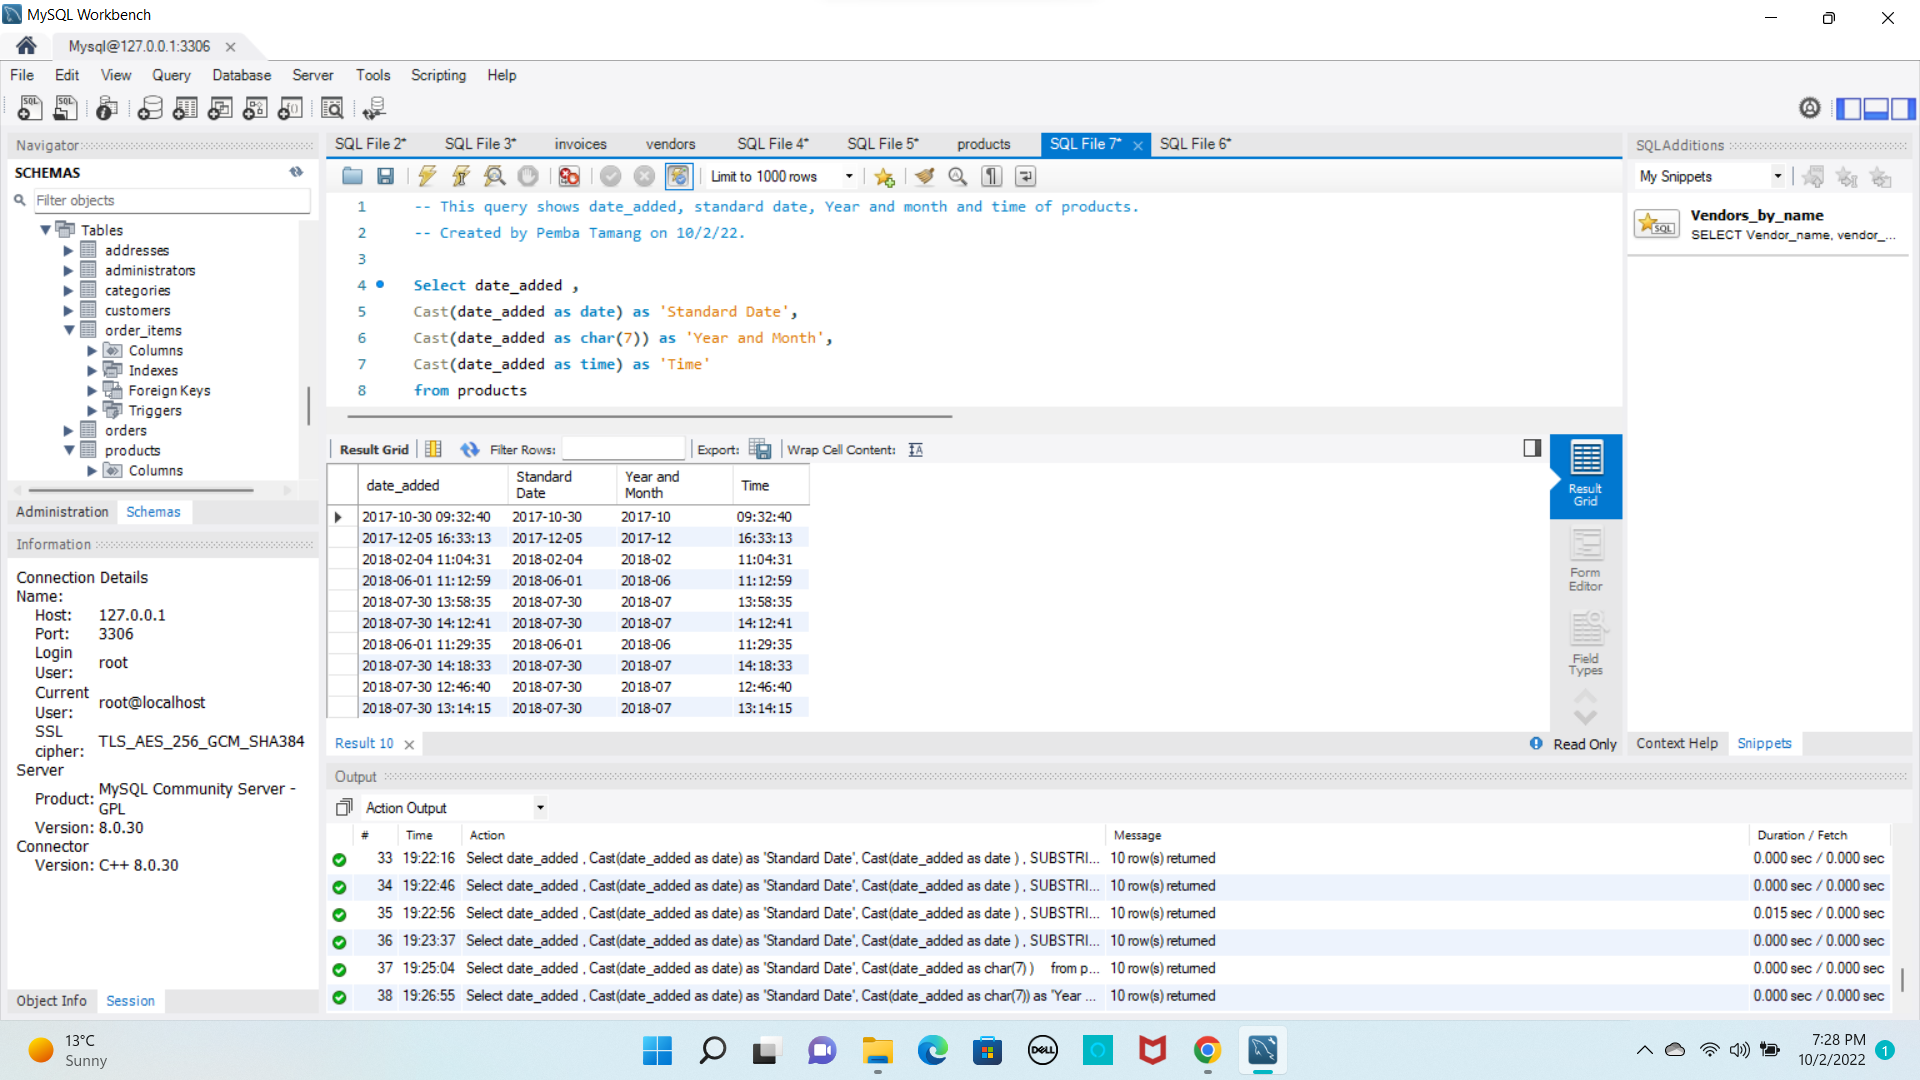 MySQL Workbench
Mysql@127.0.0.1:3306
File Edit View Query Database Server Tools Scripting Help
Navigator
SCHEMAS
Filter objects
Tables
addresses
administrators
categories
customers
order_items
Columns
Indexes
Foreign Keys
Triggers
orders
products
Columns
Administration Schemas
Information
Connection Details
Name:
Host: 127.0.0.1
Port: 3306
Login User: root
Current User: root@localhost
SSL cipher: TLS_AES_256_GCM_SHA384
Server
Product: MySQL Community Server - GPL
Version: 8.0.30
Connector
Version: C++ 8.0.30
Object Info Session
SQL File 2* SQL File 3* invoices vendors SQL File 4* SQL File 5* products SQL File 7* SQL File 6*
Limit to 1000 rows
1 -- This query shows date_added, standard date, Year and month and time of products.
2 -- Created by Pemba Tamang on 10/2/22.
3
4 Select date_added ,
5 Cast(date_added as date) as 'Standard Date',
6 Cast(date_added as char(7)) as 'Year and Month',
7 Cast(date_added as time) as 'Time'
8 from products
Result Grid Filter Rows: Export: Wrap Cell Content:
date_added Standard Date Year and Month Time
2017-10-30 09:32:40 2017-10-30 2017-10 09:32:40
2017-12-05 16:33:13 2017-12-05 2017-12 16:33:13
2018-02-04 11:04:31 2018-02-04 2018-02 11:04:31
2018-06-01 11:12:59 2018-06-01 2018-06 11:12:59
2018-07-30 13:58:35 2018-07-30 2018-07 13:58:35
2018-07-30 14:12:41 2018-07-30 2018-07 14:12:41
2018-06-01 11:29:35 2018-06-01 2018-06 11:29:35
2018-07-30 14:18:33 2018-07-30 2018-07 14:18:33
2018-07-30 12:46:40 2018-07-30 2018-07 12:46:40
2018-07-30 13:14:15 2018-07-30 2018-07 13:14:15
Result Grid
Form Editor
Field Types
Result 10
Read Only
SQLAdditions
My Snippets
SQL
Vendors_by_name
SELECT Vendor_name, vendor_...
Context Help Snippets
Output
Action Output
# Time Action Message Duration / Fetch
33 19:22:16 Select date_added , Cast(date_added as date) as 'Standard Date', Cast(date_added as date ) , SUBSTRI... 10 row(s) returned 0.000 sec / 0.000 sec
34 19:22:46 Select date_added , Cast(date_added as date) as 'Standard Date', Cast(date_added as date ) , SUBSTRI... 10 row(s) returned 0.000 sec / 0.000 sec
35 19:22:56 Select date_added , Cast(date_added as date) as 'Standard Date', Cast(date_added as date ) , SUBSTRI... 10 row(s) returned 0.015 sec / 0.000 sec
36 19:23:37 Select date_added , Cast(date_added as date) as 'Standard Date', Cast(date_added as date ) , SUBSTRI... 10 row(s) returned 0.000 sec / 0.000 sec
37 19:25:04 Select date_added , Cast(date_added as date) as 'Standard Date', Cast(date_added as char(7) ) from p... 10 row(s) returned 0.000 sec / 0.000 sec
38 19:26:55 Select date_added , Cast(date_added as date) as 'Standard Date', Cast(date_added as char(7)) as 'Year ... 10 row(s) returned 0.000 sec / 0.000 sec
13°C
Sunny
DELL
7:28 PM
10/2/2022
1